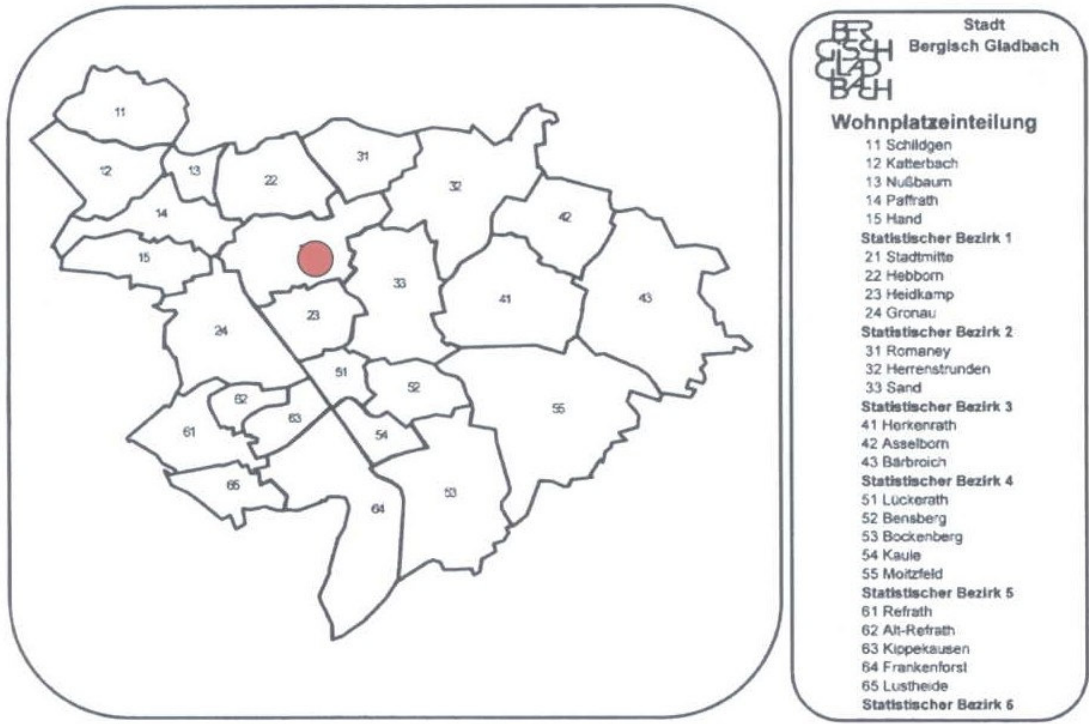 11
12
13
14
15
22
31
32
42
33
41
43
23
24
51
52
62
63
61
54
55
65
53
64
BER
GISCH
GLAD
BACH
Stadt
Bergisch Gladbach
Wohnplatzeinteilung
11 Schildgen
12 Katterbach
13 Nußbaum
14 Paffrath
15 Hand
Statistischer Bezirk 1
21 Stadtmitte
22 Hebborn
23 Heidkamp
24 Gronau
Statistischer Bezirk 2
31 Romaney
32 Herrenstrunden
33 Sand
Statistischer Bezirk 3
41 Herkenrath
42 Asselborn
43 Bärbroich
Statistischer Bezirk 4
51 Lückerath
52 Bensberg
53 Bockenberg
54 Kaule
55 Moitzfeld
Statistischer Bezirk 5
61 Refrath
62 Alt-Refrath
63 Kippekausen
64 Frankenforst
65 Lustheide
Statistischer Bezirk 6